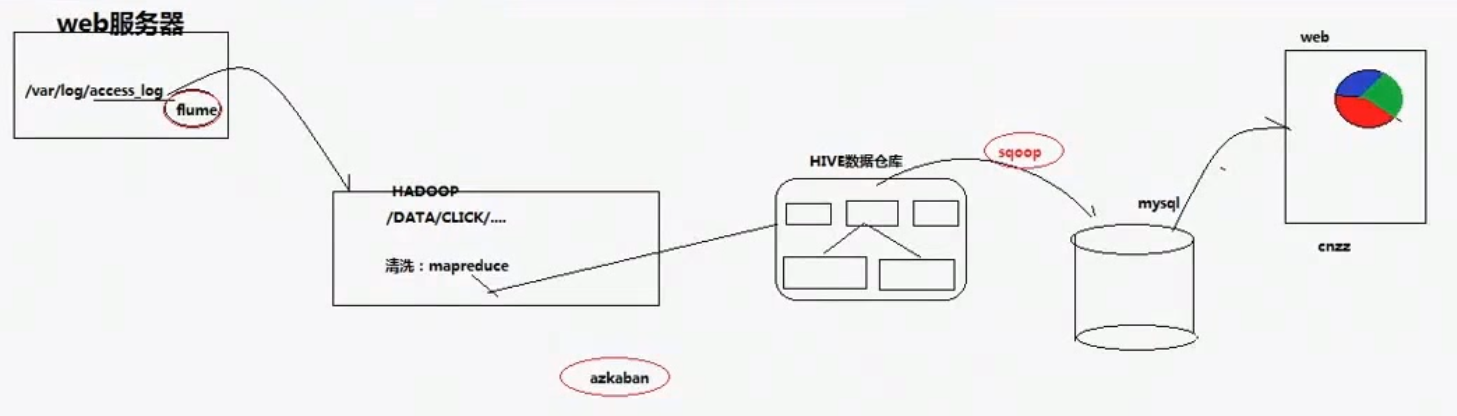 web服务器
/var/log/access_log
flume
HADOOP
/DATA/CLICK/....
清洗：mapreduce
azkaban
HIVE数据仓库
sqoop
mysql
web
cnzz